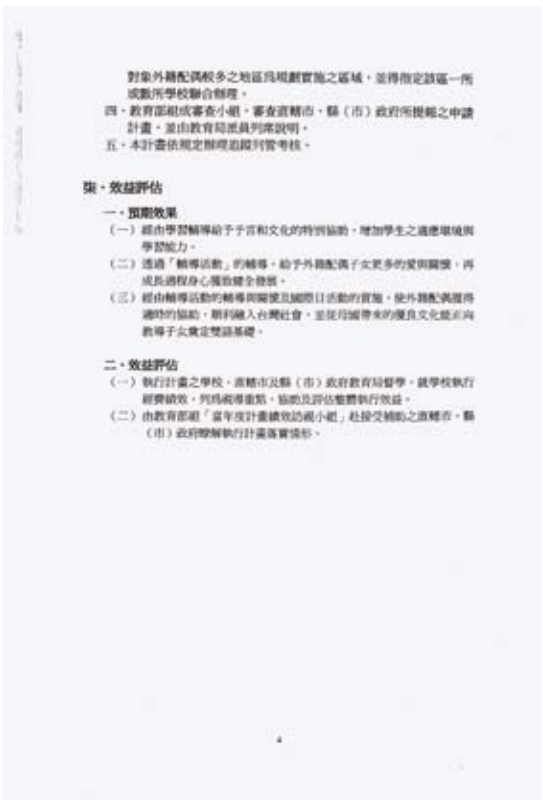 對象外籍配偶較多之地區為規劃實施之區域，並得指定該區一所
或數所學校聯合辦理。
四、教育部組成審查小組，審查直轄市、縣（市）政府所提報之申請
計畫，並由教育局派員列席說明。
五、本計畫依規定辦理追蹤列管考核。
柒、效益評估
一、預期效果
（一）經由學習輔導給予予言和文化的特別協助，增加學生之適應環境與
學習能力。
（二）透過「輔導活動」的輔導，給予外籍配偶子女更多的愛與關懷，再
成長過程身心獲致健全發展。
（三）經由輔導活動的輔導與關懷及國際日活動的實施，使外籍配偶獲得
適時的協助，順利融入台灣社會，並從母國帶來的優良文化能正向
教導子女奠定雙語基礎。
二、效益評估
（一）執行計畫之學校，直轄市及縣（市）政府教育局督學，就學校執行
經費績效，列為視導重點，協助及評估整體執行效益。
（二）由教育部組「當年度計畫績效訪視小組」赴接受補助之直轄市、縣
（市）政府瞭解執行計畫落實情形。
4